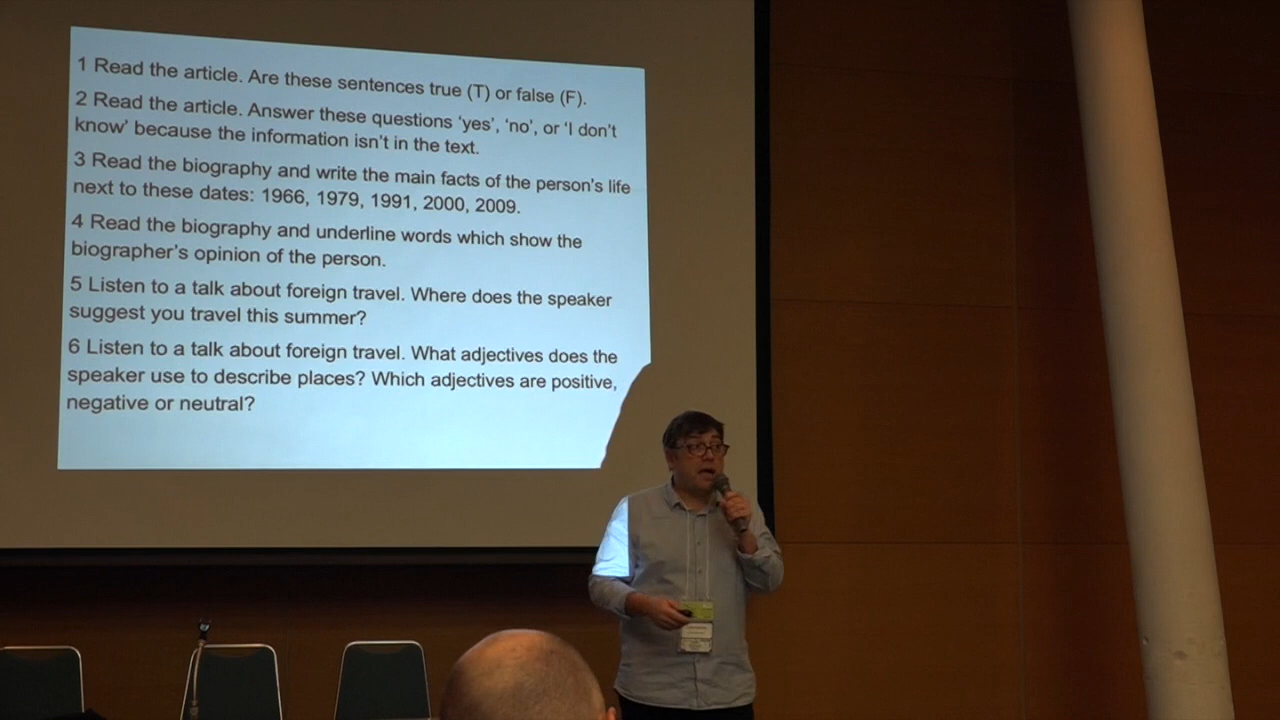 1 Read the article. Are these sentences true (T) or false (F).
2 Read the article. Answer these questions ‘yes’, ‘no’, or ‘I don’t
know’ because the information isn’t in the text.
3 Read the biography and write the main facts of the person’s life
next to these dates: 1966, 1979, 1991, 2000, 2009.
4 Read the biography and underline words which show the
biographer’s opinion of the person.
5 Listen to a talk about foreign travel. Where does the speaker
suggest you travel this summer?
6 Listen to a talk about foreign travel. What adjectives does the
speaker use to describe places? Which adjectives are positive,
negative or neutral?